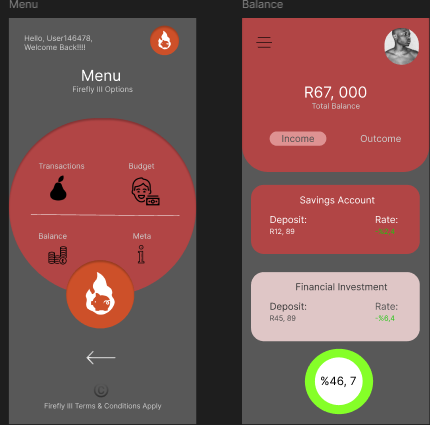 Menu
Hello, User146478,
Welcome Back!!!!
Menu
Firefly III Options
Transactions
Budget
Balance
Meta
©
Firefly III Terms & Conditions Apply
Balance
R67, 000
Total Balance
Income
Outcome
Savings Account
Deposit:
Rate:
R12, 89
-%2,4
Financial Investment
Deposit:
Rate:
R45, 89
-%6,4
%46, 7